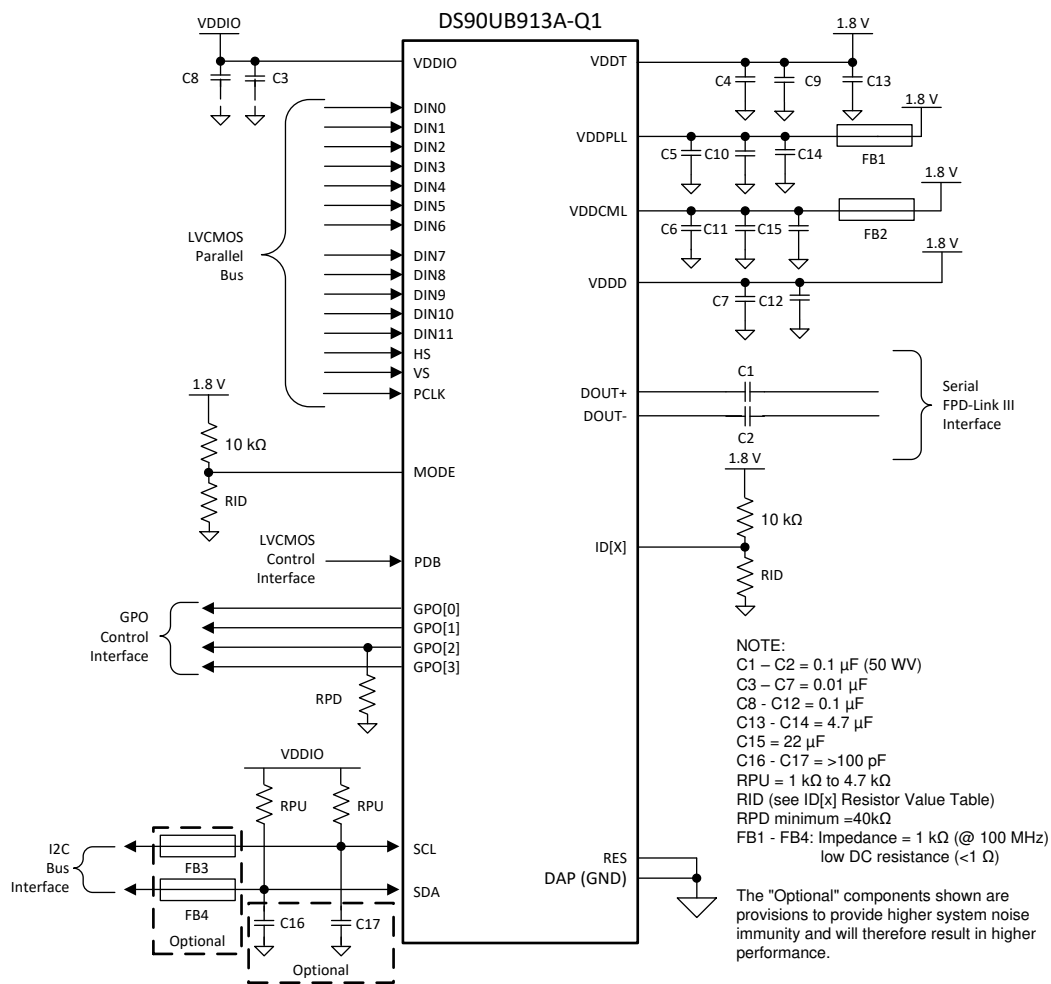 DS90UB913A-Q1
VDDIO
C8
C3
VDDIO
LVCMOS
Parallel
Bus
DIN0
DIN1
DIN2
DIN3
DIN4
DIN5
DIN6
DIN7
DIN8
DIN9
DIN10
DIN11
HS
VS
PCLK
1.8 V
10 kΩ
RID
MODE
LVCMOS
Control
Interface
PDB
GPO
Control
Interface
GPO[0]
GPO[1]
GPO[2]
GPO[3]
RPD
VDDIO
RPU
RPU
I2C
Bus
Interface
FB3
FB4
Optional
SCL
SDA
C16
C17
Optional
VDDT
1.8 V
C4
C9
C13
VDDPLL
1.8 V
C5
C10
C14
FB1
VDDCML
1.8 V
C6
C11
C15
FB2
VDDD
1.8 V
C7
C12
DOUT+
DOUT-
C1
C2
Serial
FPD-Link III
Interface
1.8 V
10 kΩ
ID[X]
RID
RES
DAP (GND)
NOTE:
C1 – C2 = 0.1 µF (50 WV)
C3 – C7 = 0.01 µF
C8 - C12 = 0.1 µF
C13 - C14 = 4.7 µF
C15 = 22 µF
C16 - C17 = >100 pF
RPU = 1 kΩ to 4.7 kΩ
RID (see ID[x] Resistor Value Table)
RPD minimum =40kΩ
FB1 - FB4: Impedance = 1 kΩ (@ 100 MHz)
low DC resistance (<1 Ω)
The "Optional" components shown are
provisions to provide higher system noise
immunity and will therefore result in higher
performance.